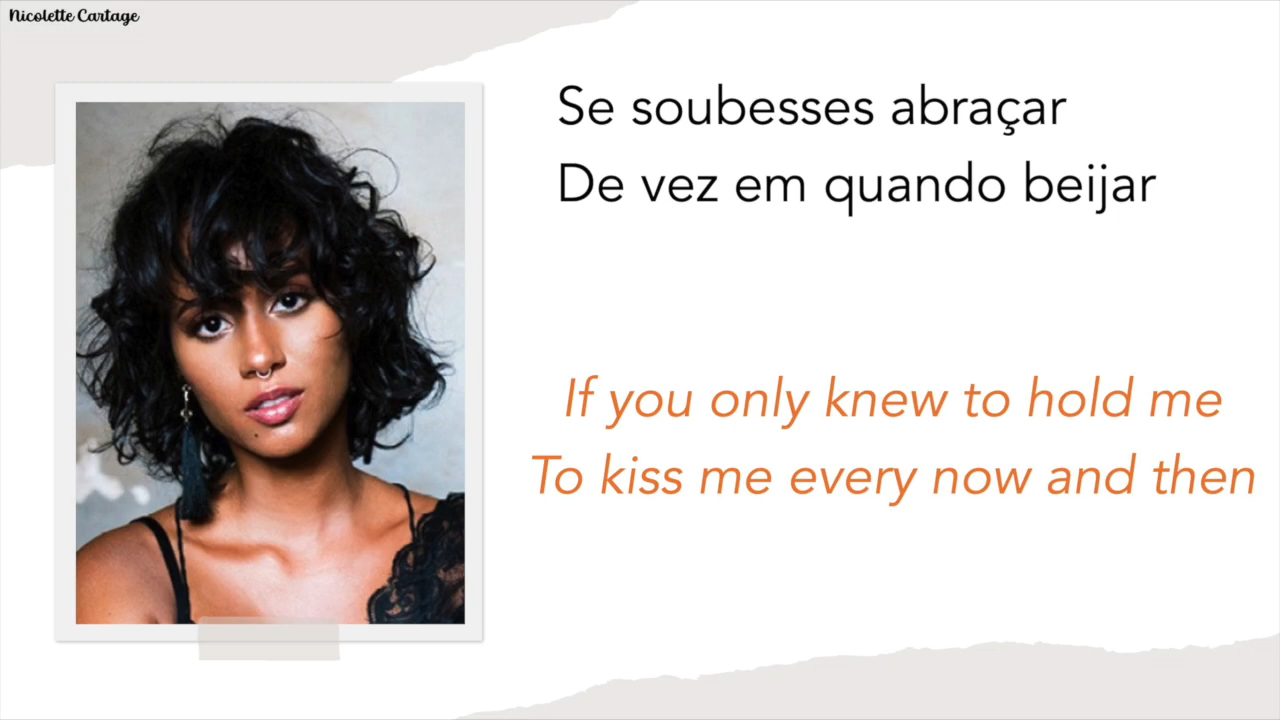 Nicolette Cartage
Se soubesses abraçar
De vez em quando beijar
If you only knew to hold me
To kiss me every now and then